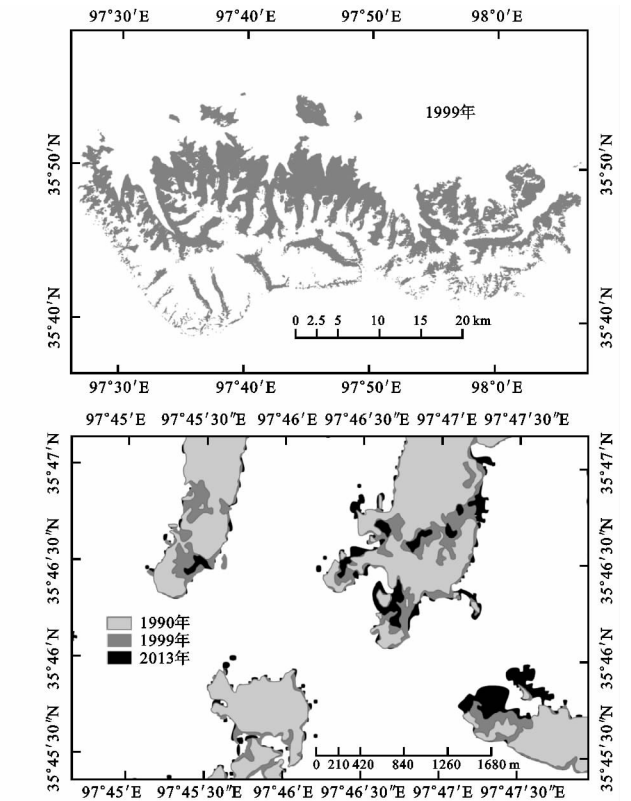 97°30′E 97°40′E 97°50′E 98°0′E
1999年
35°50′N 35°50′N
35°40′N 35°40′N
0 2.5 5 10 15 20 km
97°30′E 97°40′E 97°50′E 98°0′E
97°45′E 97°45′30″E 97°46′E 97°46′30″E 97°47′E 97°47′30″E
35°47′N 35°47′N
35°46′30″N 35°46′30″N
1990年
1999年
2013年
35°46′N 35°46′N
35°45′30″N 35°45′30″N
0 210 420 840 1260 1680 m
97°45′E 97°45′30″E 97°46′E 97°46′30″E 97°47′E 97°47′30″E